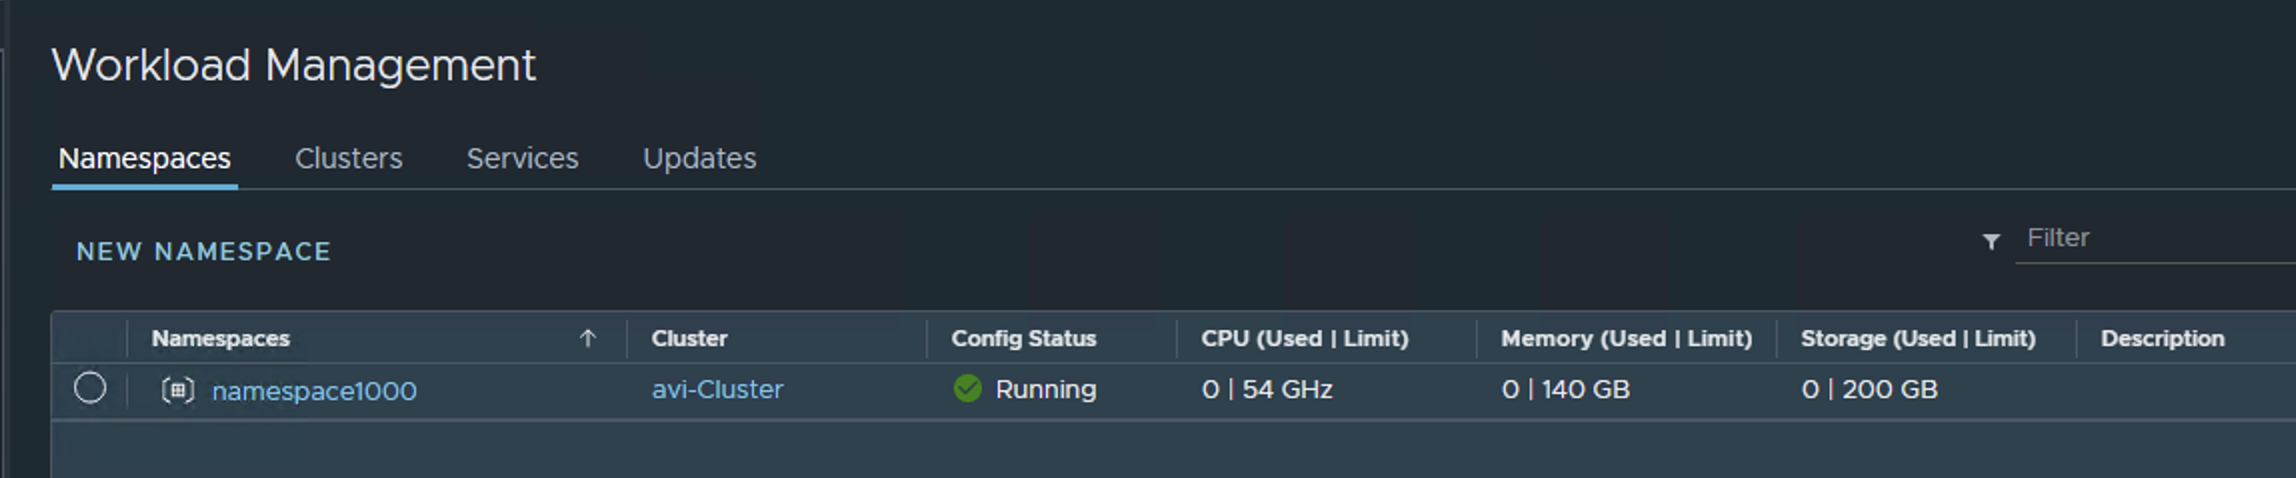 Workload Management
Namespaces Clusters Services Updates
NEW NAMESPACE Filter
Namespaces Cluster Config Status CPU (Used | Limit) Memory (Used | Limit) Storage (Used | Limit) Description
namespace1000 avi-Cluster Running 0 | 54 GHz 0 | 140 GB 0 | 200 GB